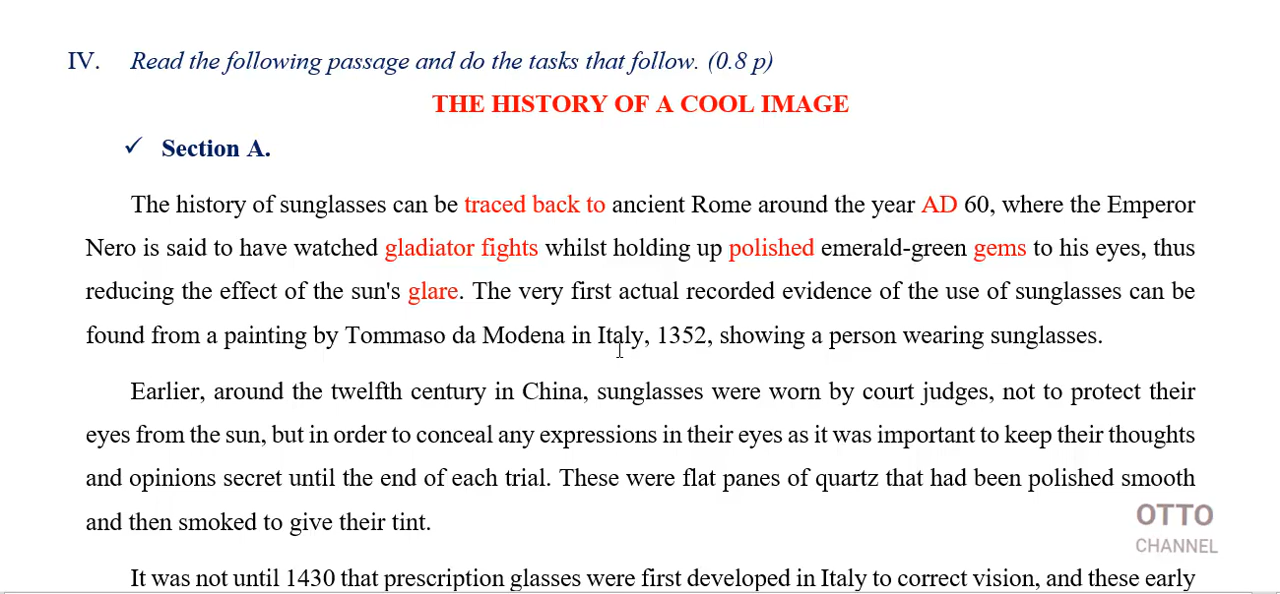 IV. Read the following passage and do the tasks that follow. (0.8 p)
THE HISTORY OF A COOL IMAGE
✓ Section A.
The history of sunglasses can be traced back to ancient Rome around the year AD 60, where the Emperor
Nero is said to have watched gladiator fights whilst holding up polished emerald-green gems to his eyes, thus
reducing the effect of the sun's glare. The very first actual recorded evidence of the use of sunglasses can be
found from a painting by Tommaso da Modena in Italy, 1352, showing a person wearing sunglasses.
Earlier, around the twelfth century in China, sunglasses were worn by court judges, not to protect their
eyes from the sun, but in order to conceal any expressions in their eyes as it was important to keep their thoughts
and opinions secret until the end of each trial. These were flat panes of quartz that had been polished smooth
and then smoked to give their tint.
OTTO
CHANNEL
It was not until 1430 that prescription glasses were first developed in Italy to correct vision, and these early